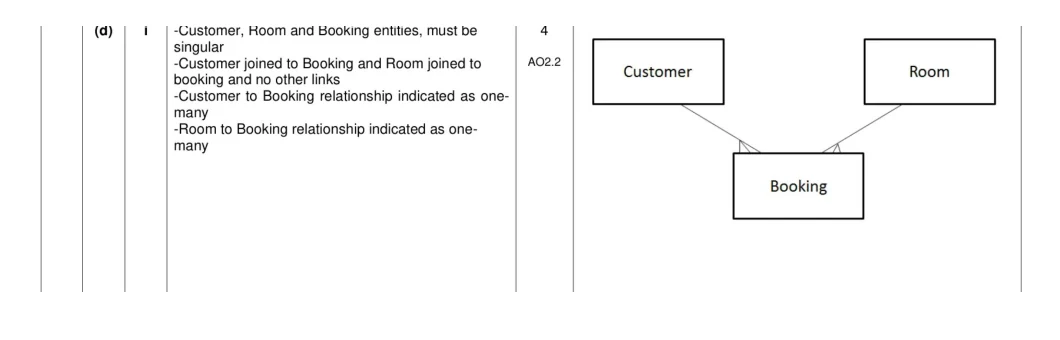 (d) i -Customer, Room and Booking entities, must be 4
singular
-Customer joined to Booking and Room joined to AO2.2
booking and no other links
-Customer to Booking relationship indicated as one-
many
-Room to Booking relationship indicated as one-
many
Customer
Room
Booking